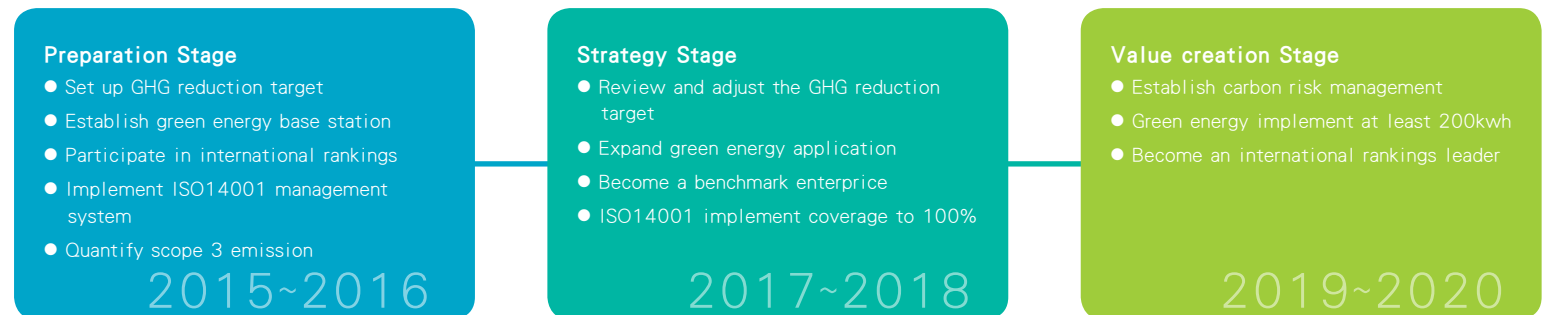 Preparation Stage
● Set up GHG reduction target
● Establish green energy base station
● Participate in international rankings
● Implement ISO14001 management
system
● Quantify scope 3 emission
2015~2016
Strategy Stage
● Review and adjust the GHG reduction
target
● Expand green energy application
● Become a benchmark enterprice
● ISO14001 implement coverage to 100%
2017~2018
Value creation Stage
● Establish carbon risk management
● Green energy implement at least 200kwh
● Become an international rankings leader
2019~2020